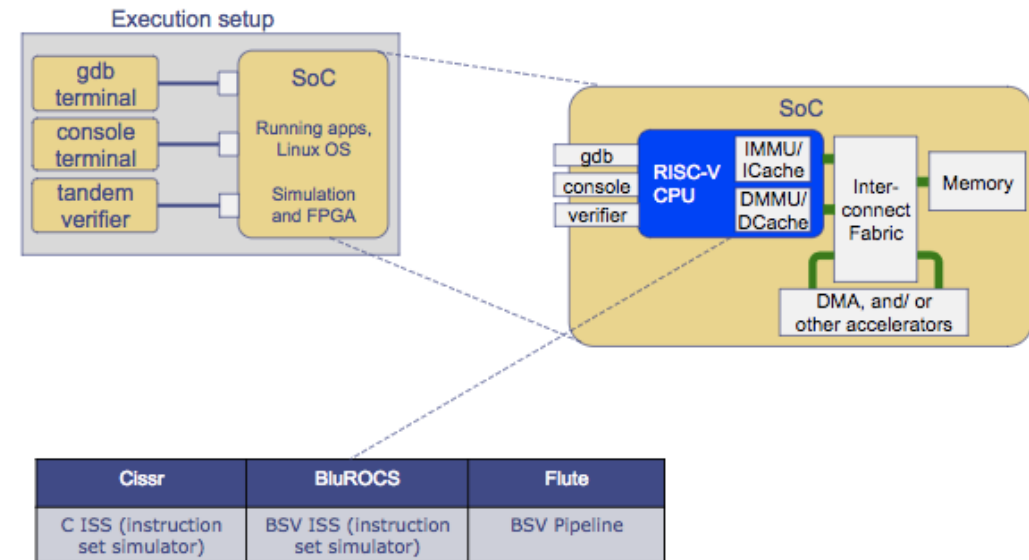 Execution setup
gdb
terminal
console
terminal
tandem
verifier
SoC
Running apps,
Linux OS
Simulation
and FPGA
SoC
gdb
console
verifier
RISC-V
CPU
IMMU/
ICache
DMMU/
DCache
Inter-
connect
Fabric
Memory
DMA, and/ or
other accelerators
Cissr
BluROCS
Flute
C ISS (instruction
set simulator)
BSV ISS (instruction
set simulator)
BSV Pipeline